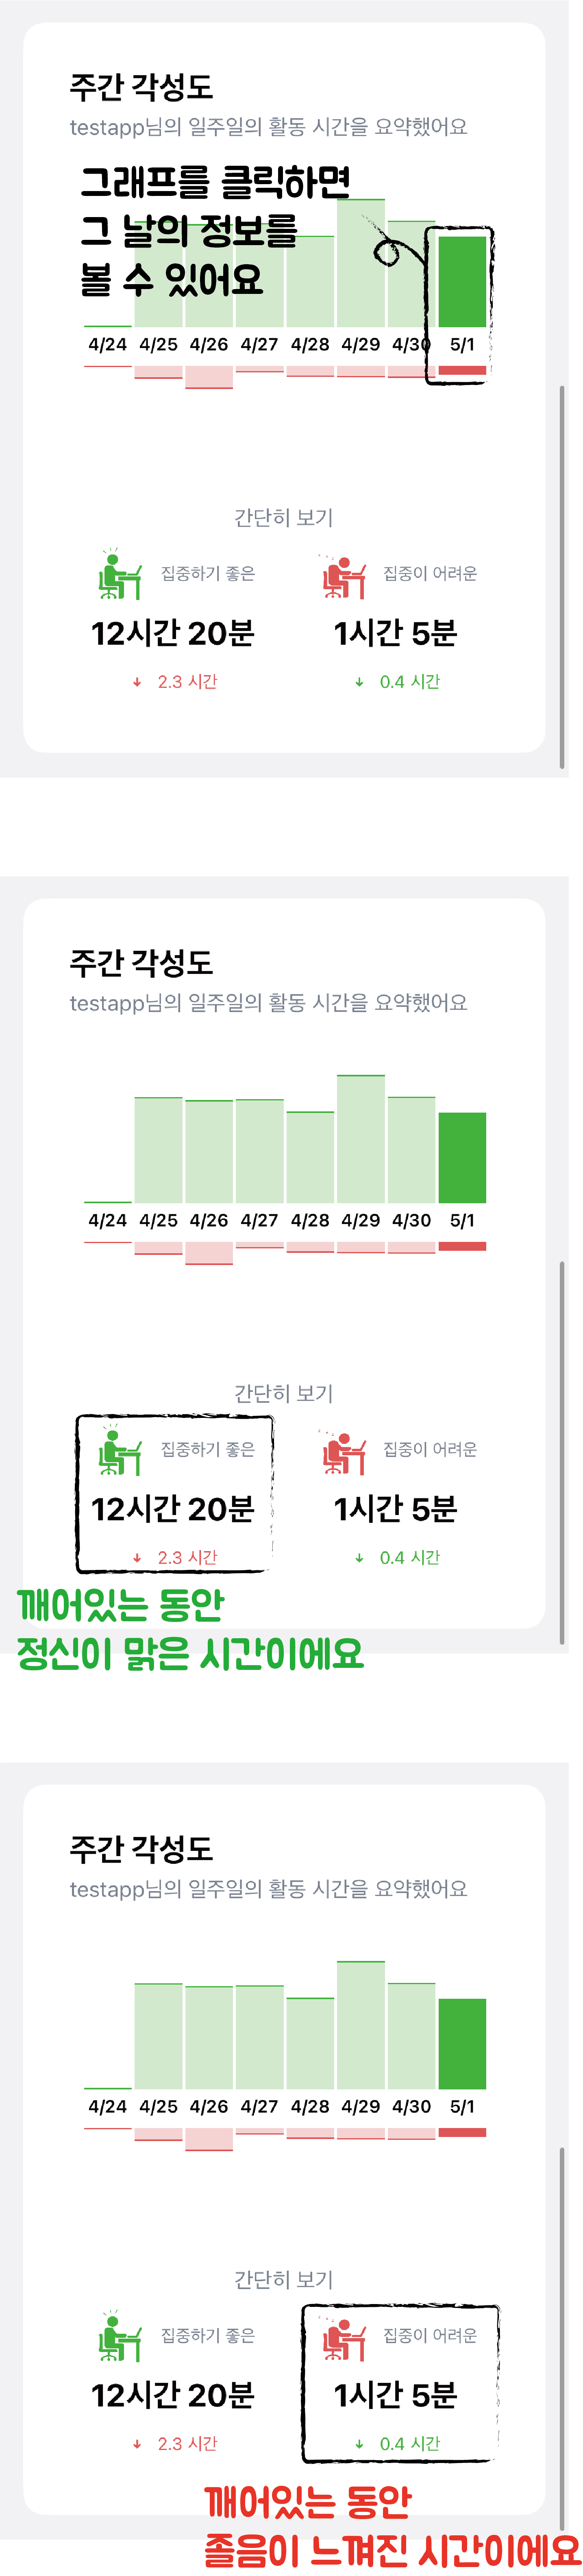 주간 각성도
testapp님의 일주일의 활동 시간을 요약했어요
그래프를 클릭하면
그 날의 정보를
볼 수 있어요
4/24 4/25 4/26 4/27 4/28 4/29 4/30 5/1
간단히 보기
집중하기 좋은 집중이 어려운
12시간 20분 1시간 5분
↓ 2.3 시간 ↓ 0.4 시간
주간 각성도
testapp님의 일주일의 활동 시간을 요약했어요
4/24 4/25 4/26 4/27 4/28 4/29 4/30 5/1
간단히 보기
집중하기 좋은 집중이 어려운
12시간 20분 1시간 5분
↓ 2.3 시간 ↓ 0.4 시간
깨어있는 동안
정신이 맑은 시간이에요
주간 각성도
testapp님의 일주일의 활동 시간을 요약했어요
4/24 4/25 4/26 4/27 4/28 4/29 4/30 5/1
간단히 보기
집중하기 좋은 집중이 어려운
12시간 20분 1시간 5분
↓ 2.3 시간 ↓ 0.4 시간
깨어있는 동안
졸음이 느껴진 시간이에요